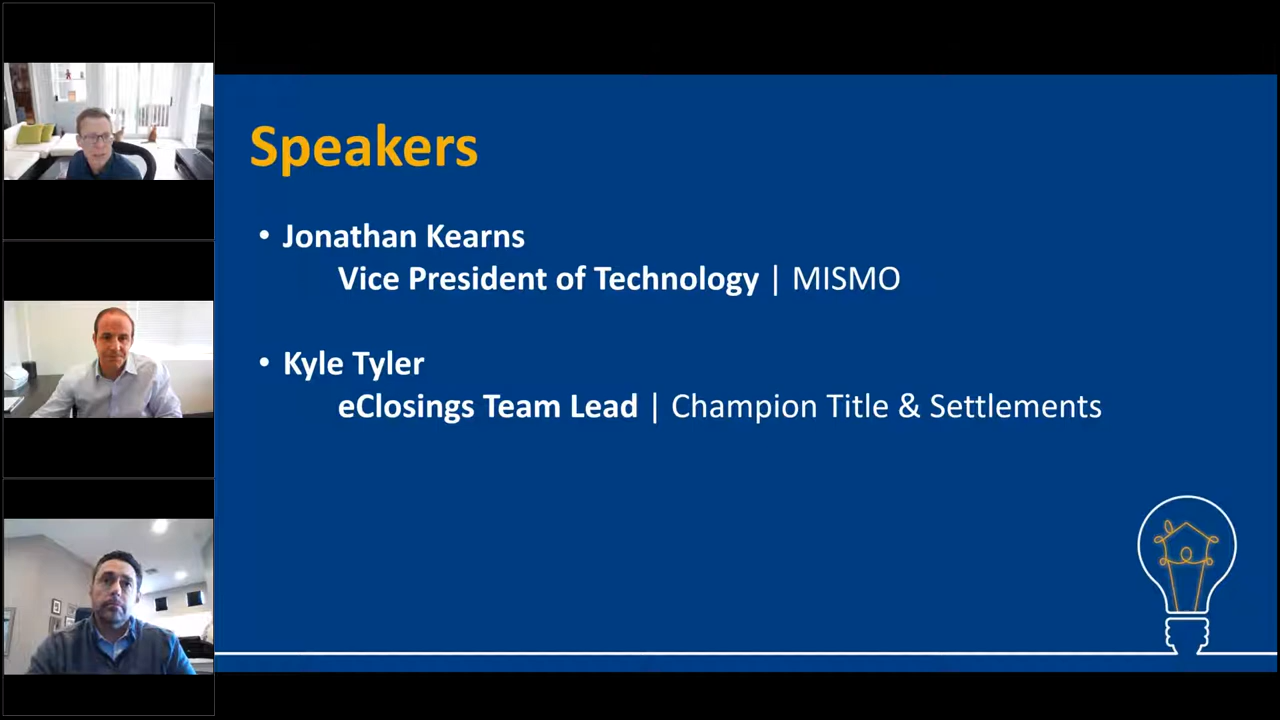 Speakers
• Jonathan Kearns
Vice President of Technology | MISMO
• Kyle Tyler
eClosings Team Lead | Champion Title & Settlements